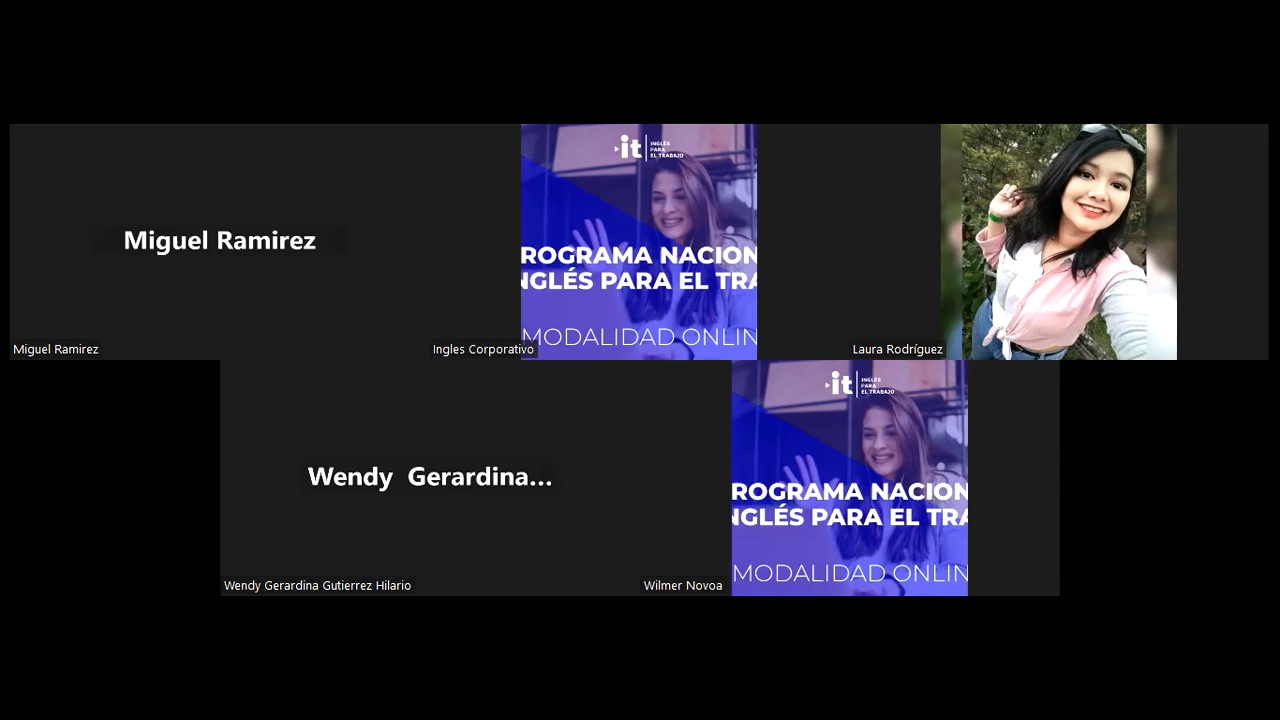 Miguel Ramirez
Miguel Ramirez
it
INGLÉS
PARA
EL TRABAJO
ROGRAMA NACION
NGLÉS PARA EL TRA
MODALIDAD ONLIN
Ingles Corporativo
Laura Rodríguez
Wendy Gerardina...
Wendy Gerardina Gutierrez Hilario
it
INGLÉS
PARA
EL TRABAJO
ROGRAMA NACION
NGLÉS PARA EL TRA
MODALIDAD ONLIN
Wilmer Novoa